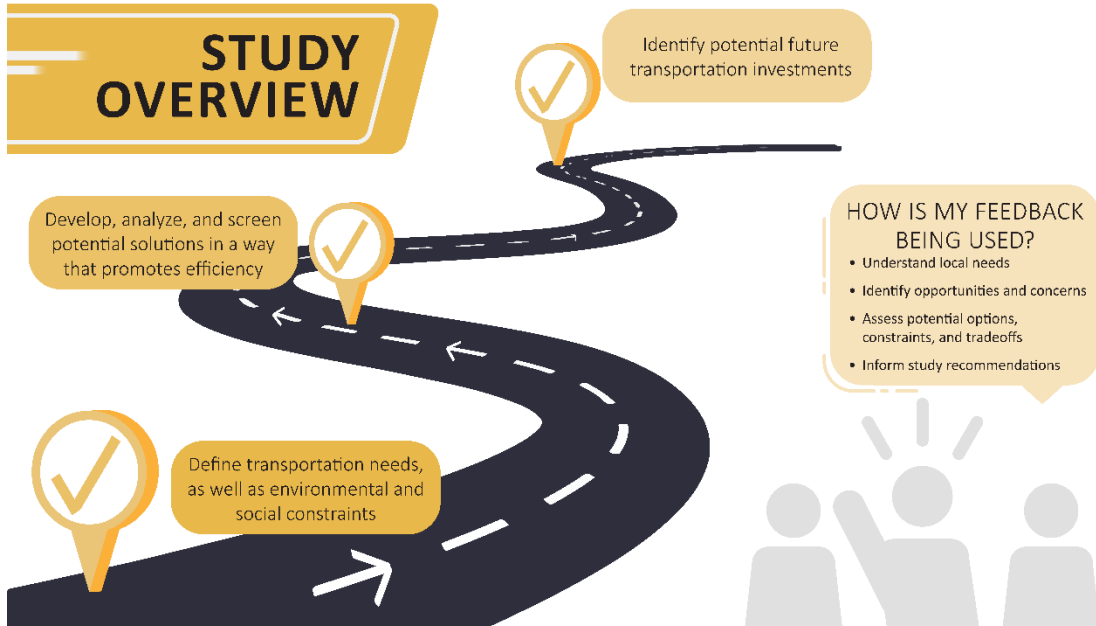 STUDY
OVERVIEW
Identify potential future
transportation investments
Develop, analyze, and screen
potential solutions in a way
that promotes efficiency
Define transportation needs,
as well as environmental and
social constraints
HOW IS MY FEEDBACK
BEING USED?
• Understand local needs
• Identify opportunities and concerns
• Assess potential options,
constraints, and tradeoffs
• Inform study recommendations